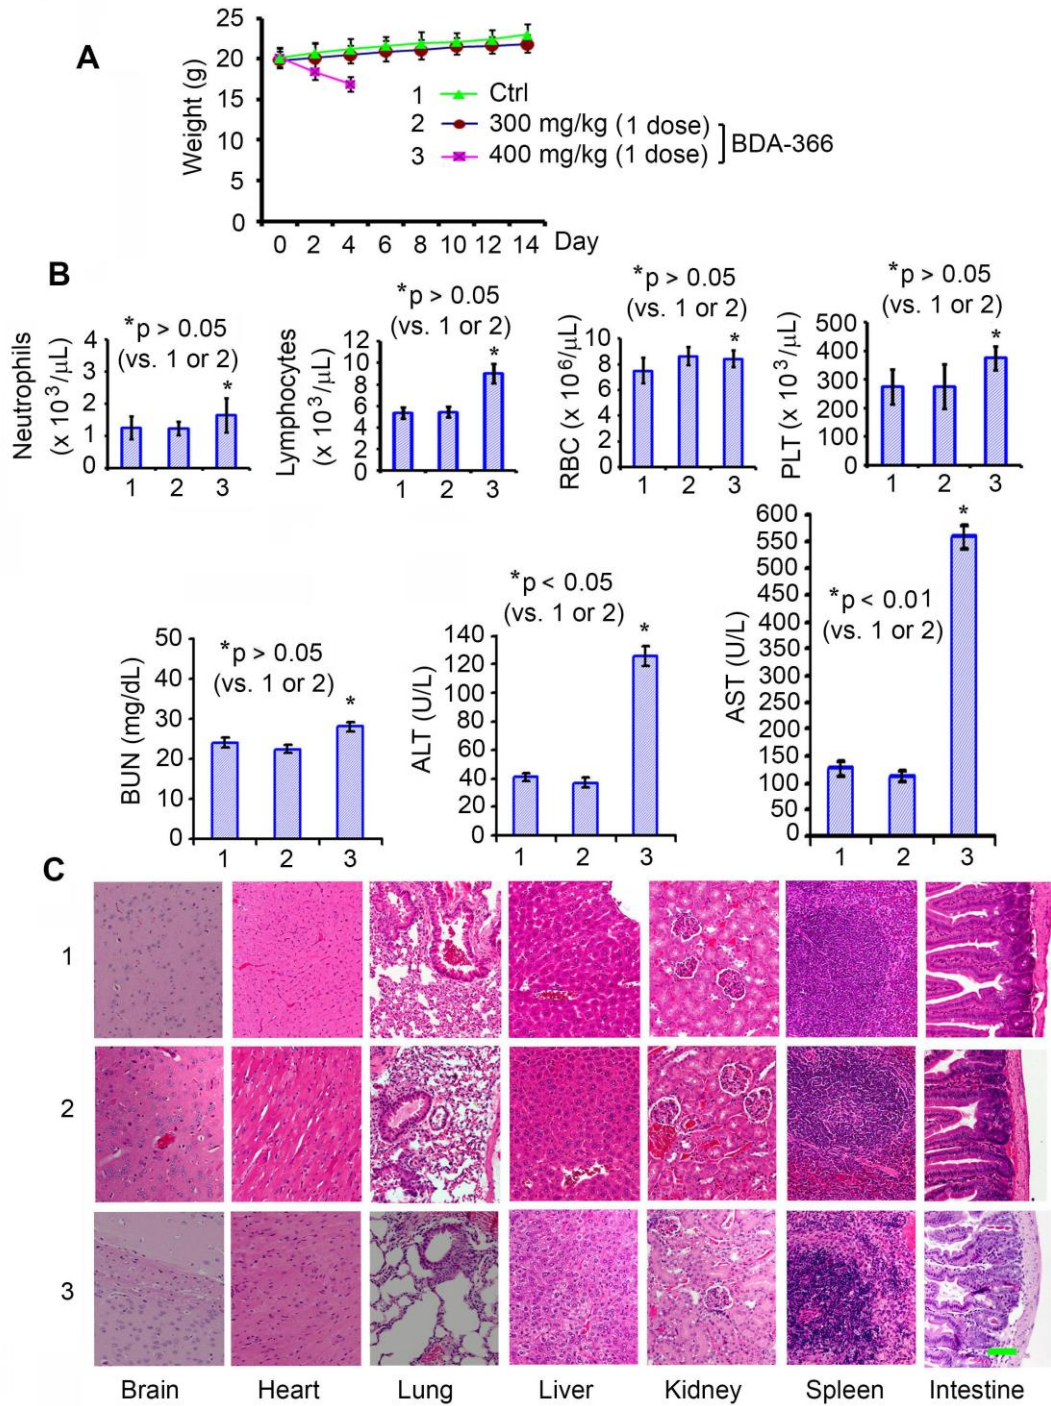 A
Weight (g)
25
20
15
10
5
0
0 2 4 6 8 10 12 14 Day
1 Ctrl
2 300 mg/kg (1 dose)
3 400 mg/kg (1 dose)
BDA-366
B
Neutrophils
(x 10³/µL)
4
3
2
1
0
*p > 0.05
(vs. 1 or 2)
*
1 2 3
Lymphocytes
(x 10³/µL)
12
10
8
6
4
2
0
*p > 0.05
(vs. 1 or 2)
*
1 2 3
RBC (x 10⁶/µL)
10
8
6
4
2
0
*p > 0.05
(vs. 1 or 2)
*
1 2 3
PLT (x 10³/µL)
500
400
300
200
100
0
*p > 0.05
(vs. 1 or 2)
*
1 2 3
BUN (mg/dL)
50
40
30
20
10
0
*p > 0.05
(vs. 1 or 2)
*
1 2 3
ALT (U/L)
140
120
100
80
60
40
20
0
*p < 0.05
(vs. 1 or 2)
*
1 2 3
AST (U/L)
600
550
500
450
400
350
300
250
200
150
100
50
0
*p < 0.01
(vs. 1 or 2)
*
1 2 3
C
1
2
3
Brain Heart Lung Liver Kidney Spleen Intestine